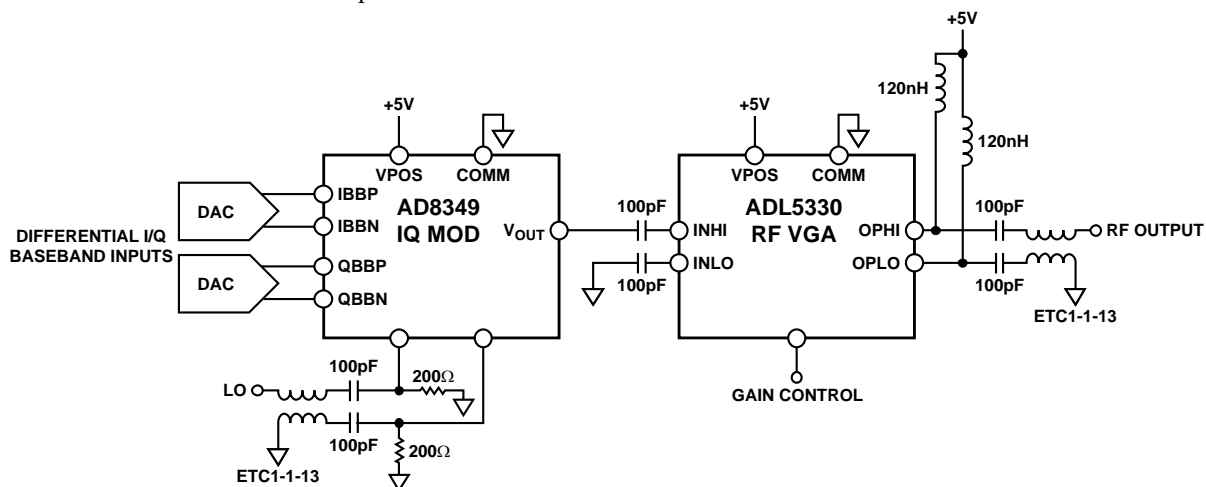 +5V
120nH
120nH
+5V
+5V
VPOS
COMM
VPOS
COMM
DAC
IBBP
IBBN
AD8349
IQ MOD
VOUT
100pF
INHI
INLO
100pF
ADL5330
RF VGA
OPHI
OPLO
100pF
RF OUTPUT
100pF
ETC1-1-13
DIFFERENTIAL I/Q
BASEBAND INPUTS
DAC
QBBP
QBBN
LO
100pF
200Ω
100pF
200Ω
ETC1-1-13
GAIN CONTROL